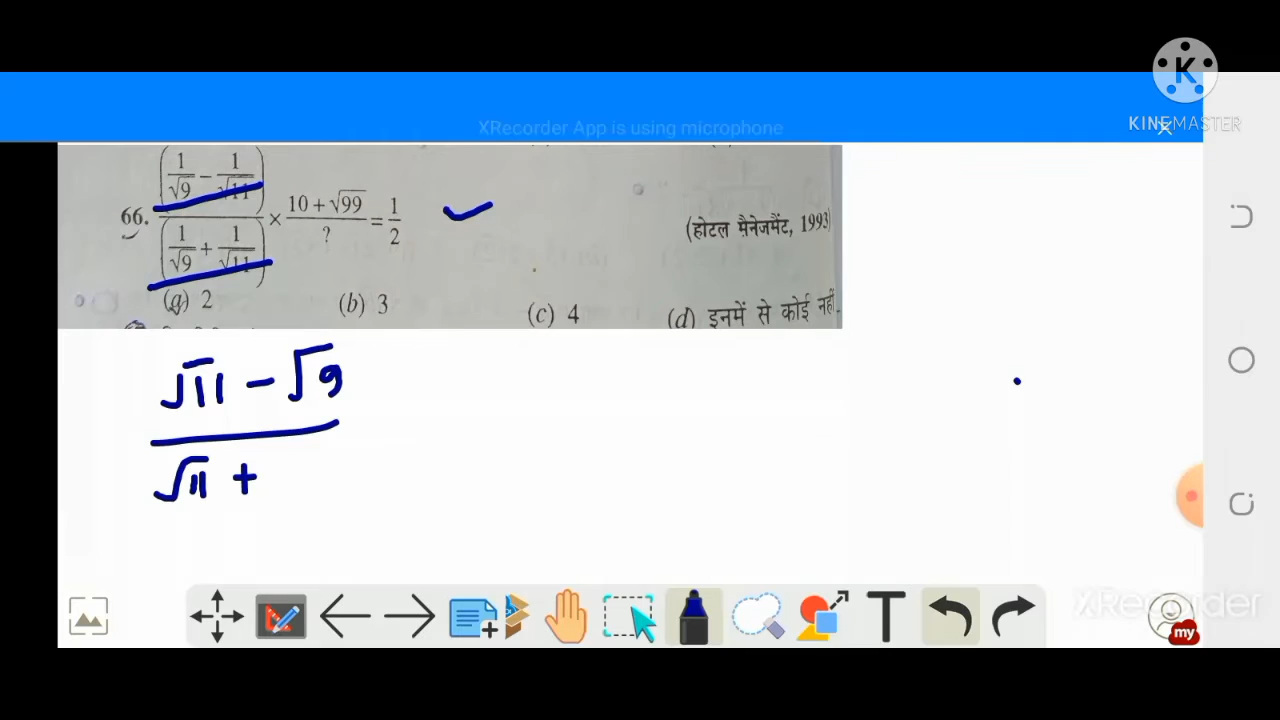 K
KINEMASTER
XRecorder App is using microphone
×
66. (1/√9 − 1/√11) / (1/√9 + 1/√11) × (10 + √99)/? = 1/2
(होटल मैनेजमैंट, 1993)
(a) 2 (b) 3 (c) 4 (d) इनमें से कोई नहीं
√11 − √9
√11 +
T
XRecorder
my